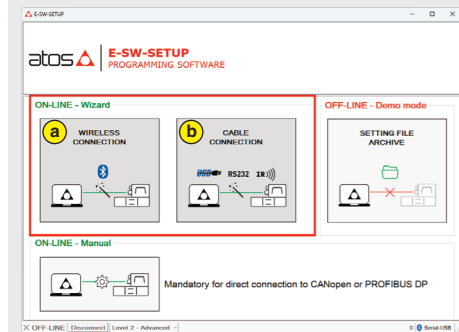 E-SW-SETUP
atos
E-SW-SETUP
PROGRAMMING SOFTWARE
ON-LINE - Wizard
OFF-LINE - Demo mode
a
WIRELESS
CONNECTION
b
CABLE
CONNECTION
USB RS232 IR
SETTING FILE
ARCHIVE
ON-LINE - Manual
Mandatory for direct connection to CANopen or PROFIBUS DP
OFF-LINE Disconnect Level 2 - Advanced
0 Serial-USB